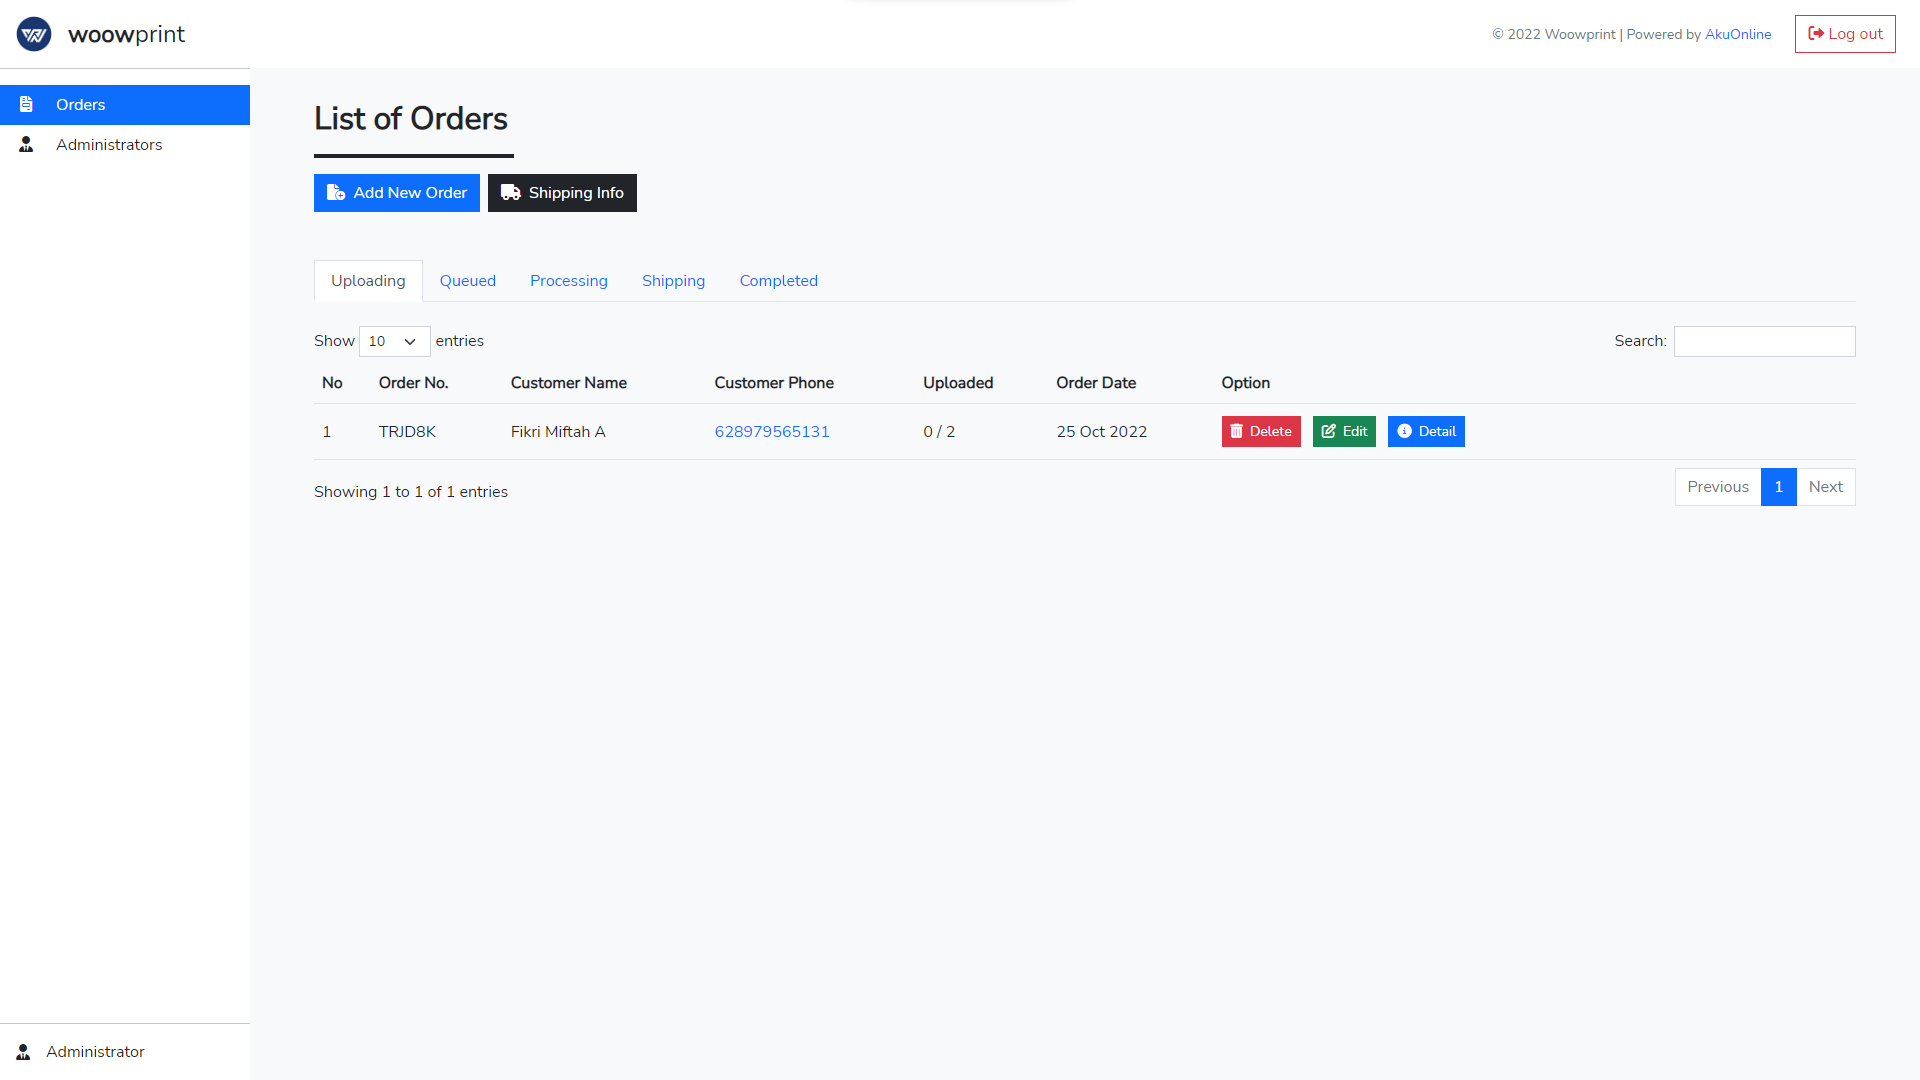 woowprint
© 2022 Woowprint | Powered by AkuOnline
Log out
Orders
Administrators
List of Orders
Add New Order
Shipping Info
Uploading Queued Processing Shipping Completed
Show 10 entries
Search:
No Order No. Customer Name Customer Phone Uploaded Order Date Option
1 TRJD8K Fikri Miftah A 628979565131 0 / 2 25 Oct 2022 Delete Edit Detail
Showing 1 to 1 of 1 entries
Previous 1 Next
Administrator